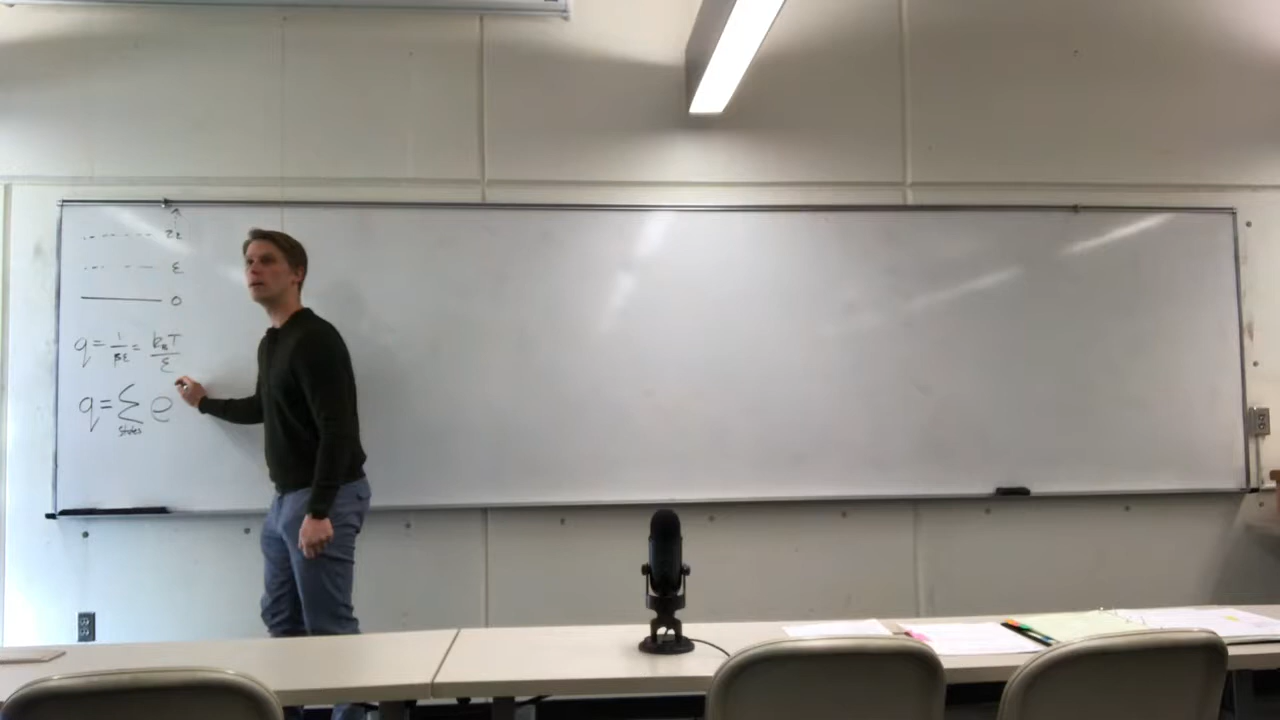 2ε
ε
0
q = 1/βε = k_BT/ε
q = Σ e
states